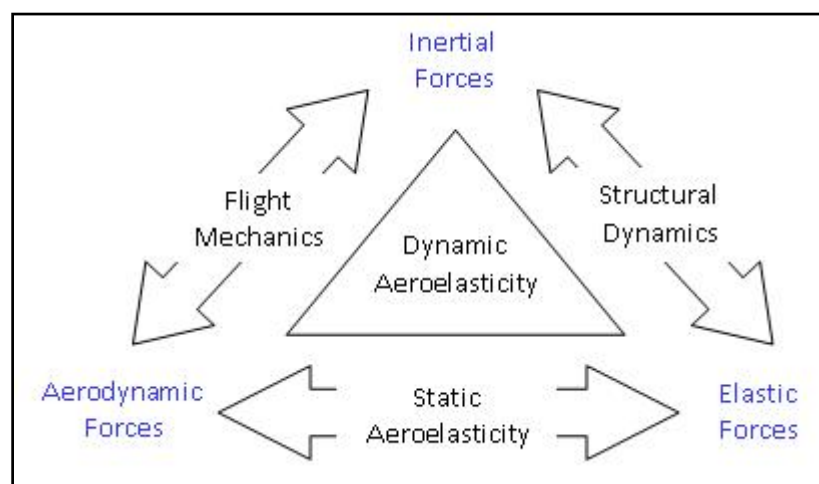 Inertial
Forces
Flight
Mechanics
Structural
Dynamics
Dynamic
Aeroelasticity
Aerodynamic
Forces
Static
Aeroelasticity
Elastic
Forces